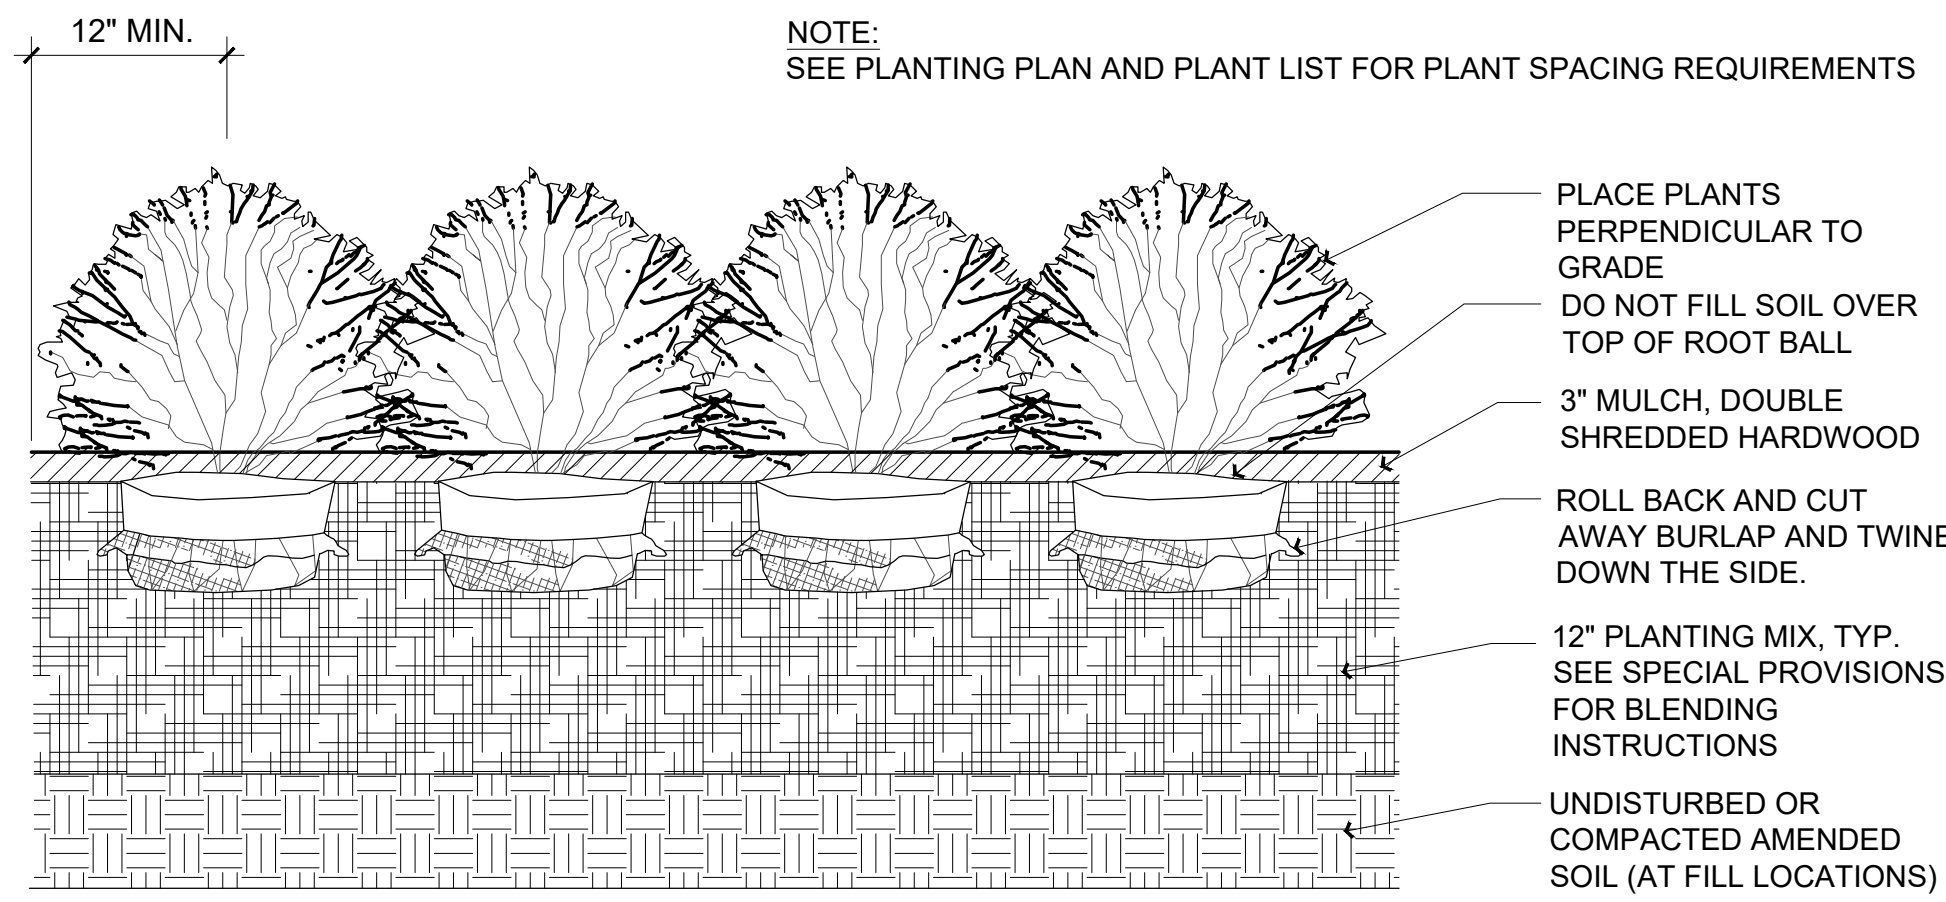 12" MIN.
NOTE:
SEE PLANTING PLAN AND PLANT LIST FOR PLANT SPACING REQUIREMENTS
PLACE PLANTS
PERPENDICULAR TO
GRADE
DO NOT FILL SOIL OVER
TOP OF ROOT BALL
3" MULCH, DOUBLE
SHREDDED HARDWOOD
ROLL BACK AND CUT
AWAY BURLAP AND TWINE
DOWN THE SIDE.
12" PLANTING MIX, TYP.
SEE SPECIAL PROVISIONS
FOR BLENDING
INSTRUCTIONS
UNDISTURBED OR
COMPACTED AMENDED
SOIL (AT FILL LOCATIONS)